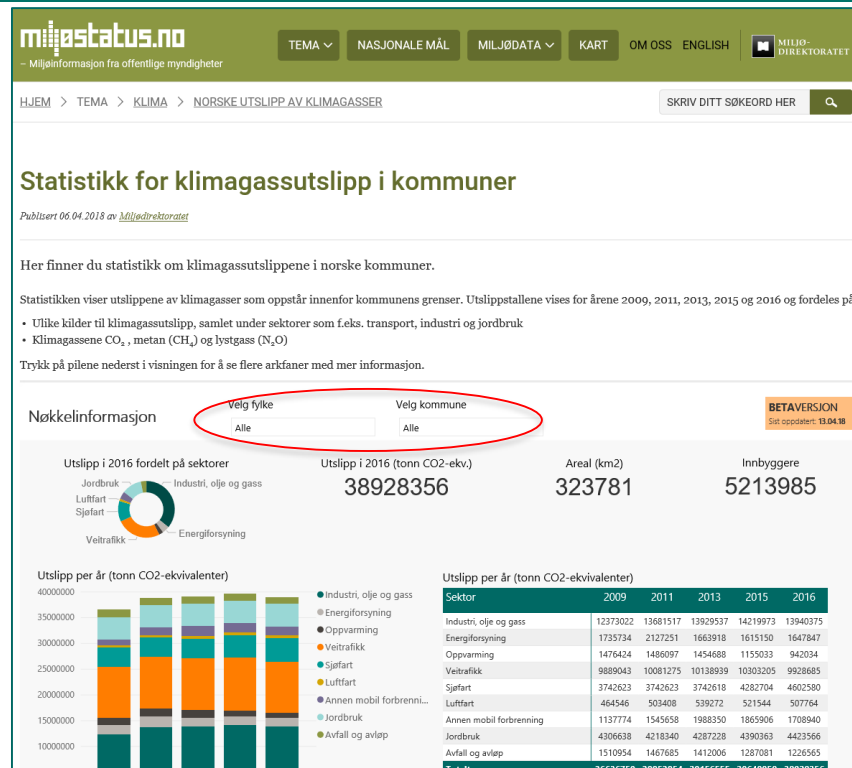 miljøstatus.no
– Miljøinformasjon fra offentlige myndigheter
TEMA NASJONALE MÅL MILJØDATA KART OM OSS ENGLISH MILJØ-
DIREKTORATET
HJEM > TEMA > KLIMA > NORSKE UTSLIPP AV KLIMAGASSER
SKRIV DITT SØKEORD HER
Statistikk for klimagassutslipp i kommuner
Publisert 06.04.2018 av Miljødirektoratet
Her finner du statistikk om klimagassutslippene i norske kommuner.
Statistikken viser utslippene av klimagasser som oppstår innenfor kommunens grenser. Utslippstallene vises for årene 2009, 2011, 2013, 2015 og 2016 og fordeles på
• Ulike kilder til klimagassutslipp, samlet under sektorer som f.eks. transport, industri og jordbruk
• Klimagassene CO₂ , metan (CH₄) og lystgass (N₂O)
Trykk på pilene nederst i visningen for å se flere arkfaner med mer informasjon.
Nøkkelinformasjon
Velg fylke
Alle
Velg kommune
Alle
BETAVERSJON
Sist oppdatert: 13.04.18
Utslipp i 2016 fordelt på sektorer
Jordbruk
Luftfart
Sjøfart
Veitrafikk
Industri, olje og gass
Energiforsyning
Utslipp i 2016 (tonn CO2-ekv.)
38928356
Areal (km2)
323781
Innbyggere
5213985
Utslipp per år (tonn CO2-ekvivalenter)
40000000
35000000
30000000
25000000
20000000
15000000
10000000
Industri, olje og gass
Energiforsyning
Oppvarming
Veitrafikk
Sjøfart
Luftfart
Annen mobil forbrenni...
Jordbruk
Avfall og avløp
Utslipp per år (tonn CO2-ekvivalenter)
Sektor 2009 2011 2013 2015 2016
Industri, olje og gass 12373022 13681517 13929537 14219973 13940375
Energiforsyning 1735734 2127251 1663918 1615150 1647847
Oppvarming 1476424 1486097 1454688 1155033 942034
Veitrafikk 9889043 10081275 10138939 10303205 9928685
Sjøfart 3742623 3742623 3742618 4282704 4602580
Luftfart 464546 503408 539272 521544 507764
Annen mobil forbrenning 1137774 1545658 1988350 1865906 1708940
Jordbruk 4306638 4218340 4287228 4390363 4423566
Avfall og avløp 1510954 1467685 1412006 1287081 1226565